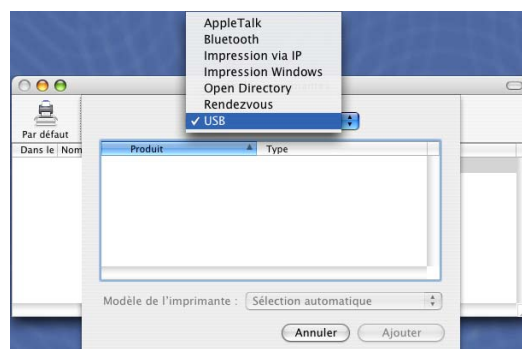 AppleTalk
Bluetooth
Impression via IP
Impression Windows
Open Directory
Rendezvous
✓ USB
Par défaut
Dans le Nom
Produit Type
Modèle de l'imprimante : Sélection automatique
Annuler Ajouter